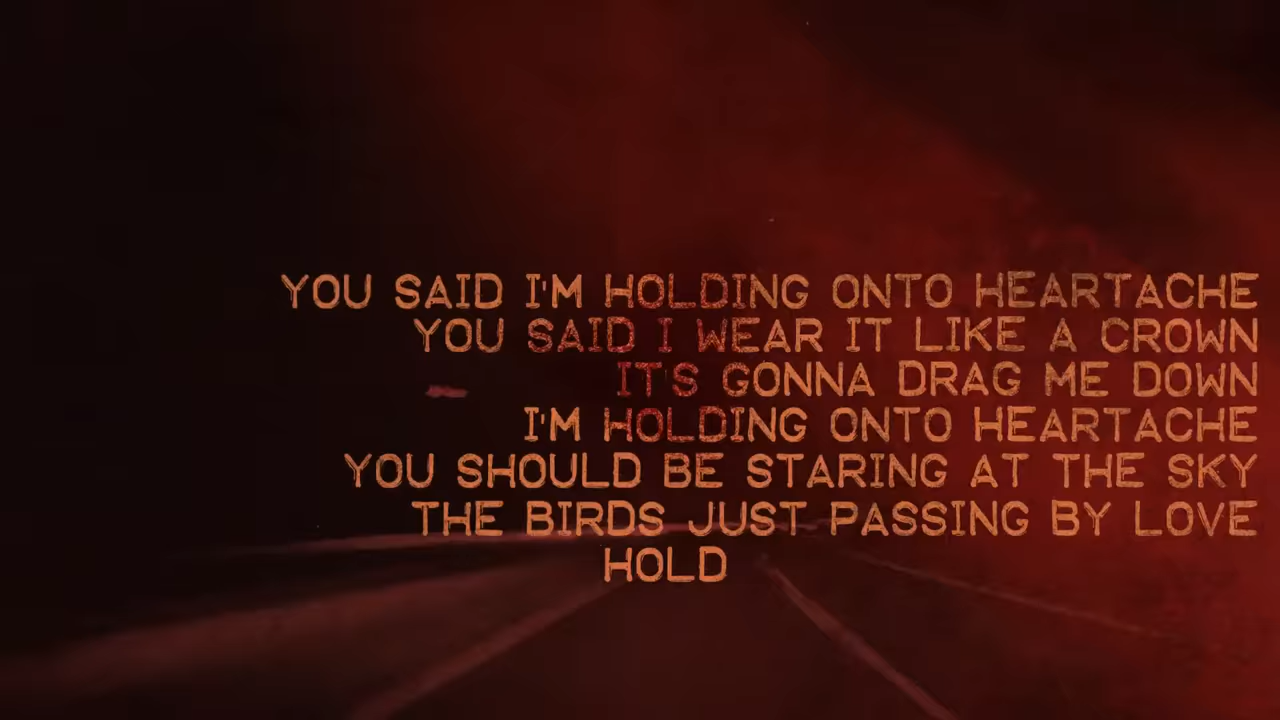 YOU SAID I'M HOLDING ONTO HEARTACHE
YOU SAID I WEAR IT LIKE A CROWN
IT'S GONNA DRAG ME DOWN
I'M HOLDING ONTO HEARTACHE
YOU SHOULD BE STARING AT THE SKY
THE BIRDS JUST PASSING BY LOVE
HOLD